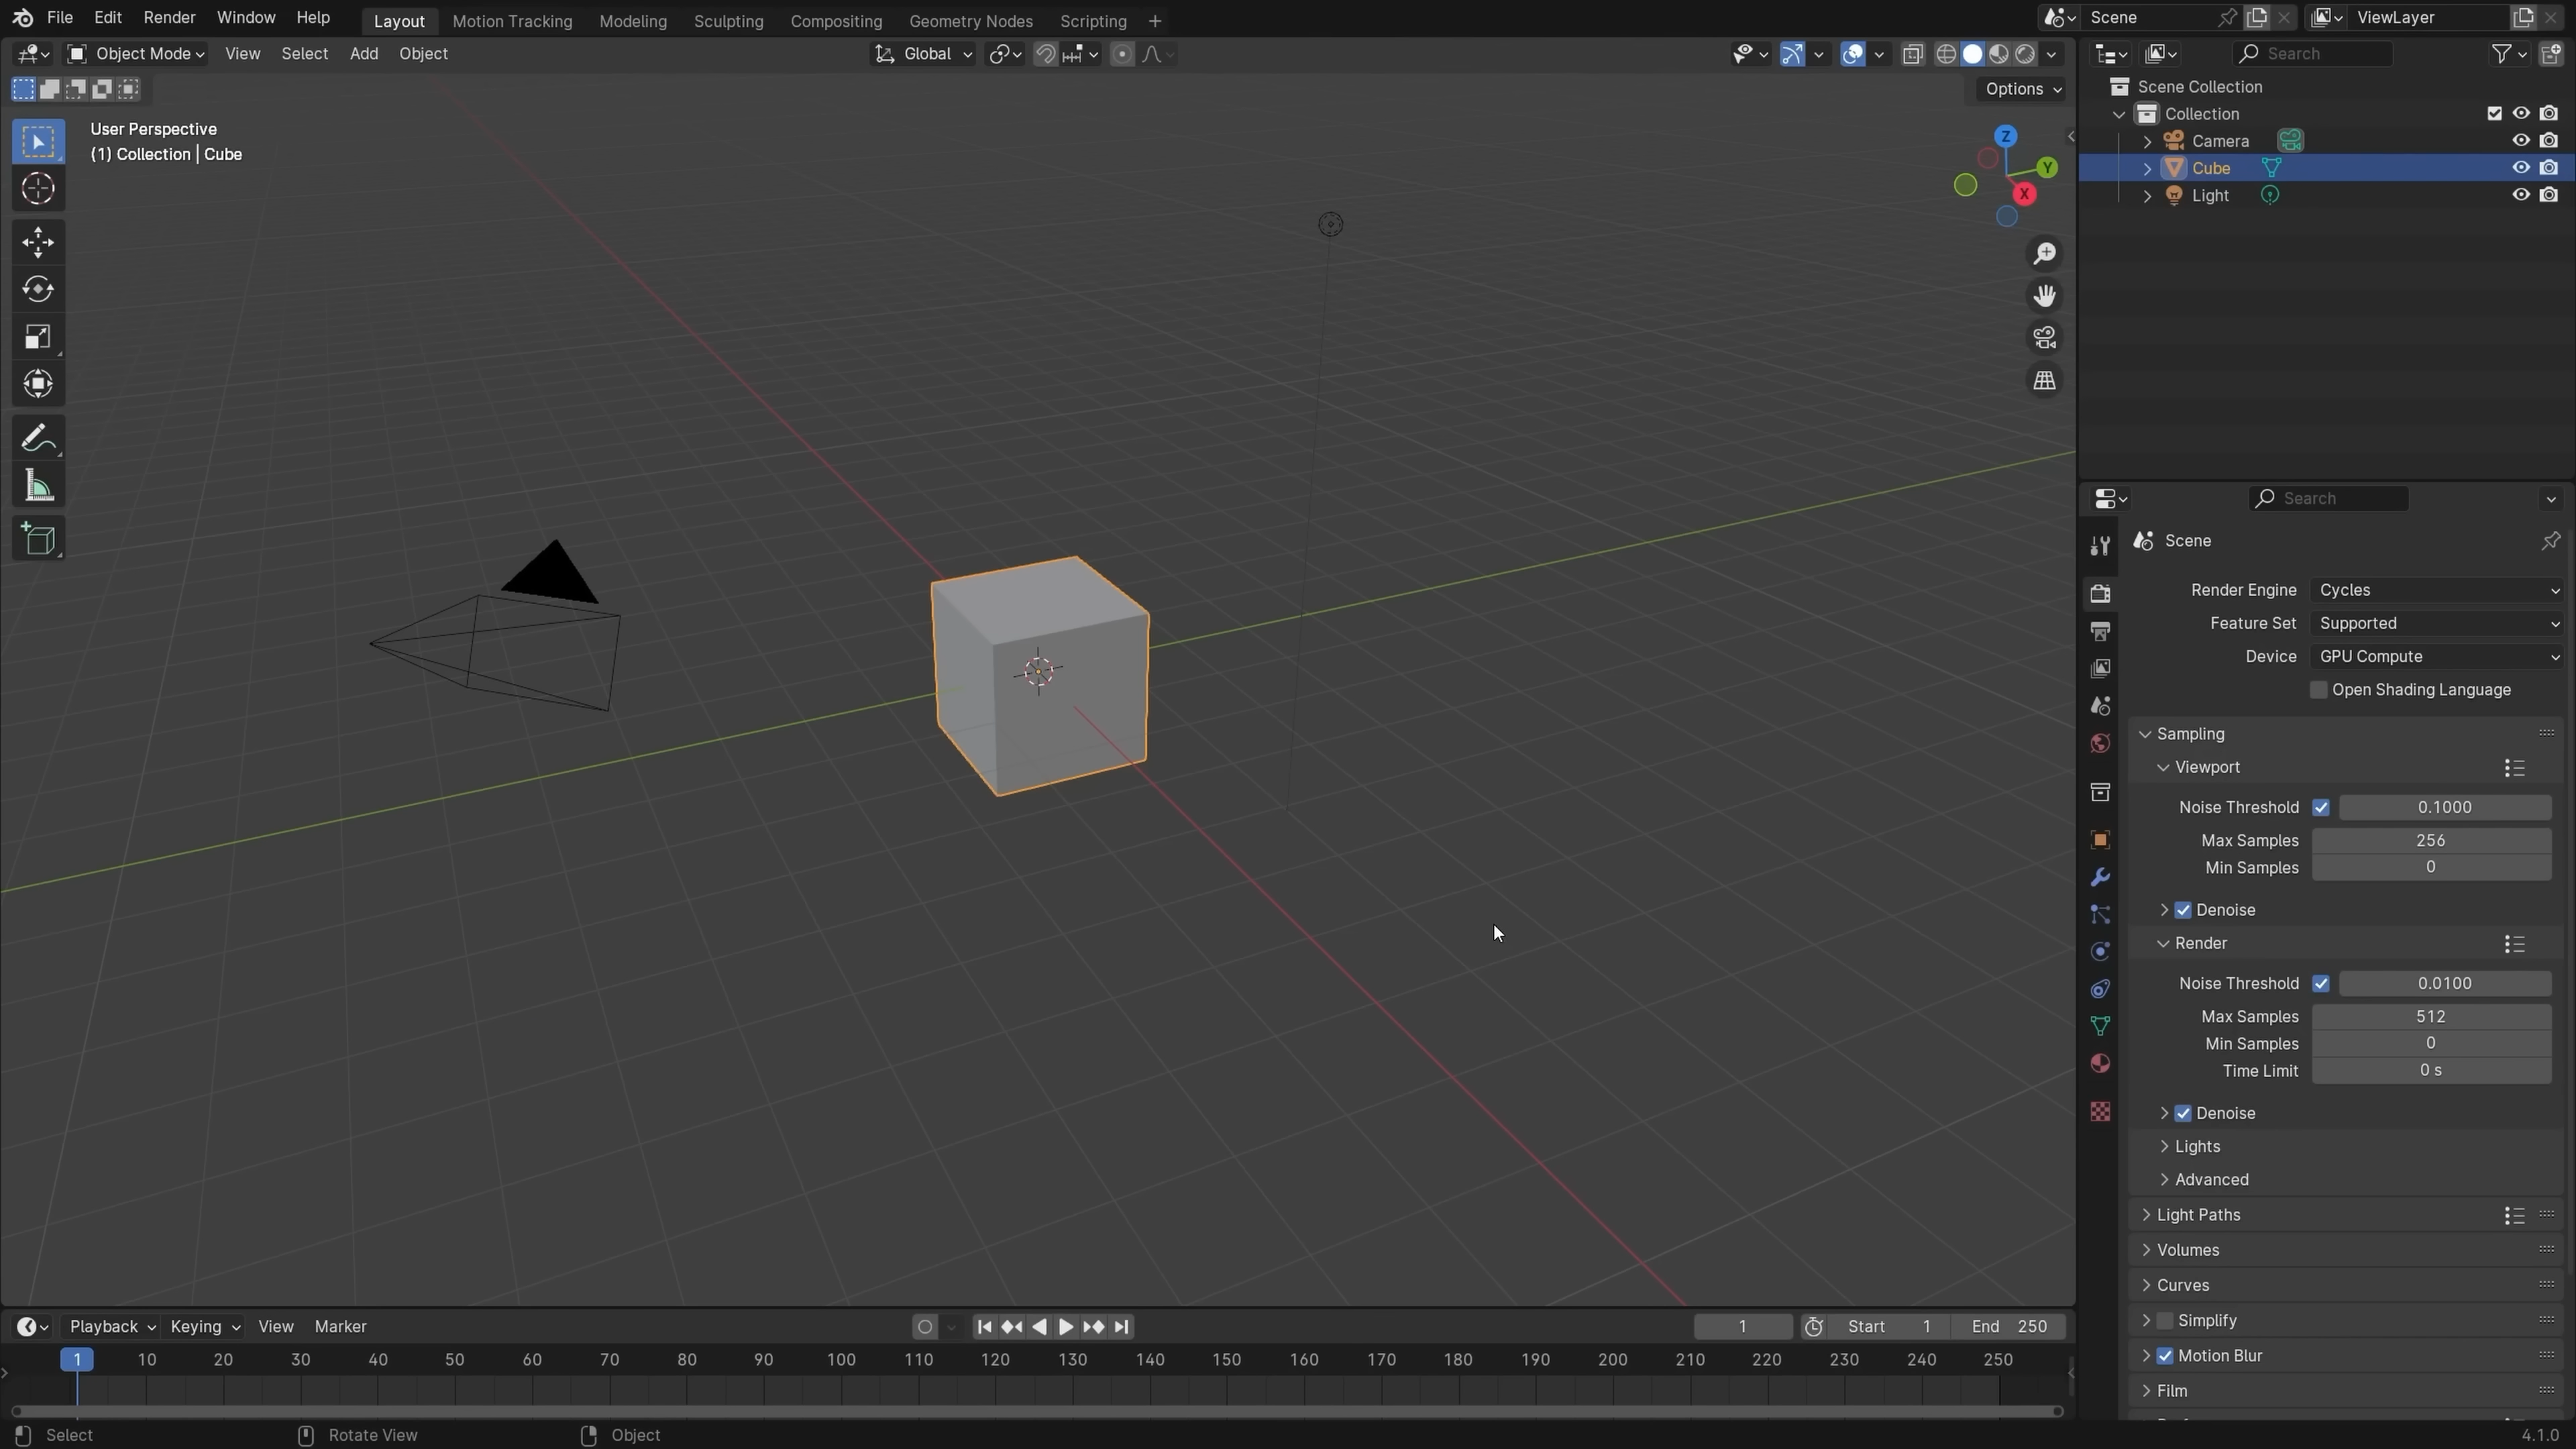 File Edit Render Window Help Layout Motion Tracking Modeling Sculpting Compositing Geometry Nodes Scripting + Scene ViewLayer
Object Mode View Select Add Object Global Search
Options
User Perspective
(1) Collection | Cube
Z
Y
X
Scene Collection
Collection
Camera
Cube
Light
Search
Scene
Render Engine Cycles
Feature Set Supported
Device GPU Compute
Open Shading Language
Sampling
Viewport
Noise Threshold 0.1000
Max Samples 256
Min Samples 0
Denoise
Render
Noise Threshold 0.0100
Max Samples 512
Min Samples 0
Time Limit 0 s
Denoise
Lights
Advanced
Light Paths
Volumes
Curves
Simplify
Motion Blur
Film
Playback Keying View Marker 1 Start 1 End 250
1 10 20 30 40 50 60 70 80 90 100 110 120 130 140 150 160 170 180 190 200 210 220 230 240 250
Select Rotate View Object 4.1.0